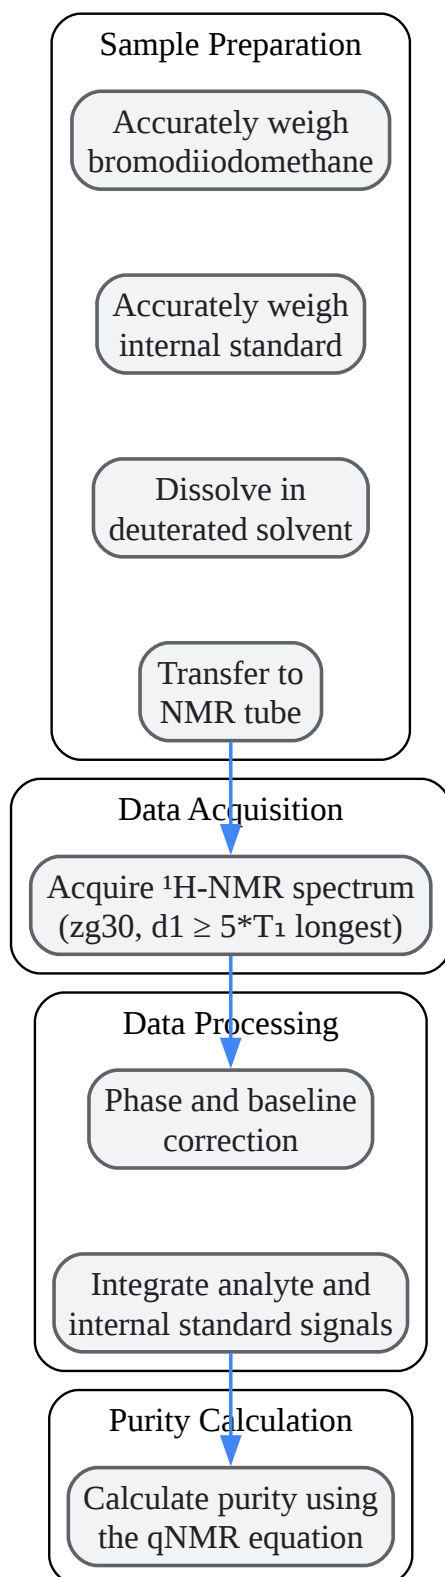 Sample Preparation
Accurately weigh
bromodiiodomethane
Accurately weigh
internal standard
Dissolve in
deuterated solvent
Transfer to
NMR tube
Data Acquisition
Acquire ¹H-NMR spectrum
(zg30, d1 ≥ 5*T₁ longest)
Data Processing
Phase and baseline
correction
Integrate analyte and
internal standard signals
Purity Calculation
Calculate purity using
the qNMR equation